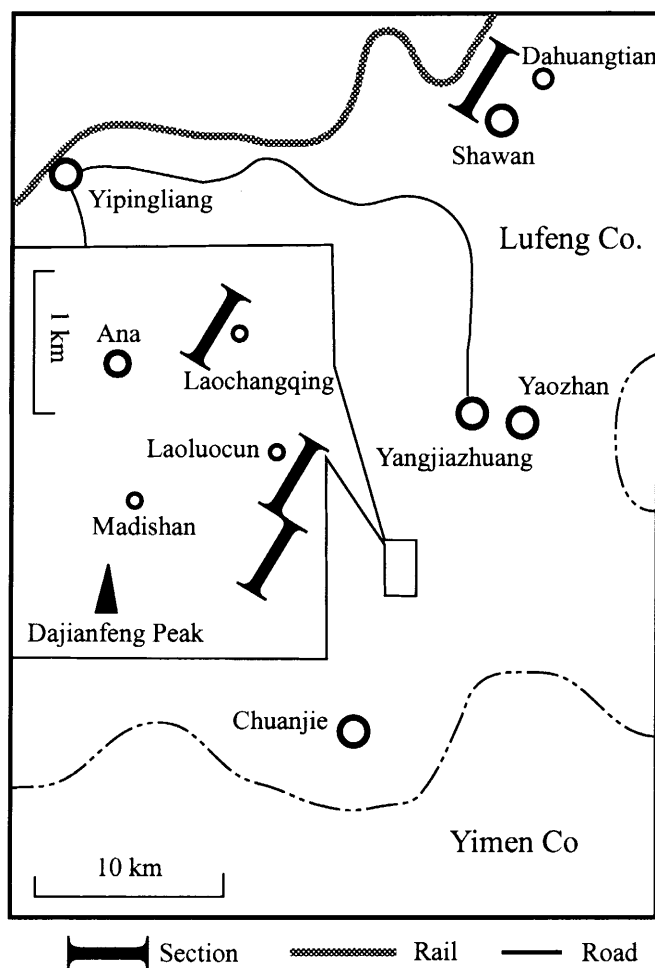 Dahuangtian
Shawan
Yipingliang
Lufeng Co.
1 km
Ana
Laochangqing
Yaozhan
Yangjiazhuang
Laoluocun
Madishan
Dajianfeng Peak
Chuanjie
Yimen Co
10 km
Section Rail Road